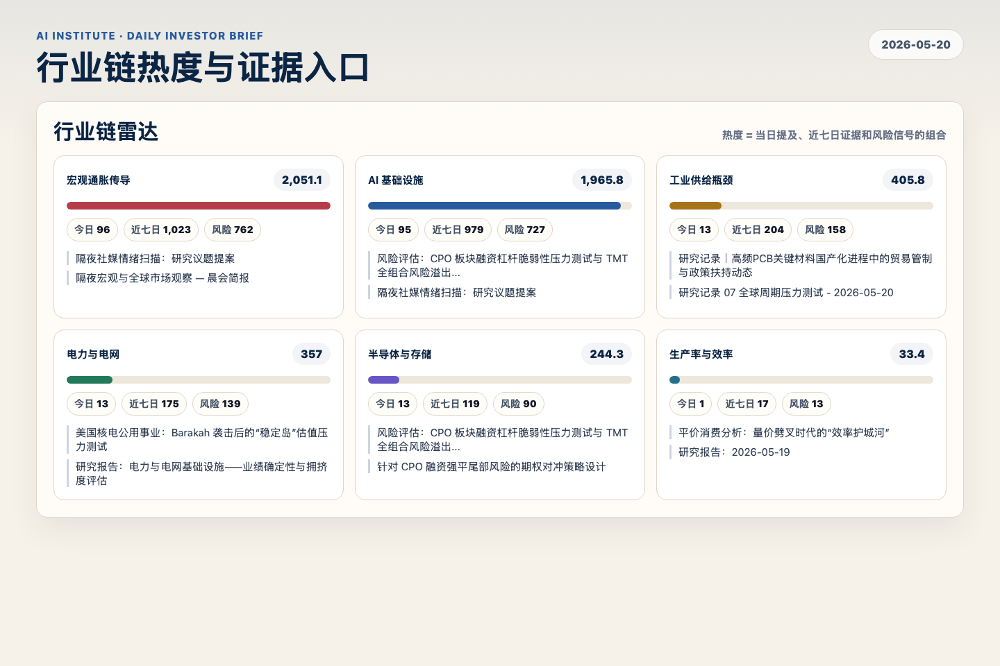 AI INSTITUTE · DAILY INVESTOR BRIEF
2026-05-20
行业链热度与证据入口
行业链雷达
热度 = 当日提及、近七日证据和风险信号的组合
宏观通胀传导
2,051.1
今日 96
近七日 1,023
风险 762
隔夜社媒情绪扫描：研究议题提案
隔夜宏观与全球市场观察 — 晨会简报
AI 基础设施
1,965.8
今日 95
近七日 979
风险 727
风险评估：CPO 板块融资杠杆脆弱性压力测试与 TMT
全组合风险溢出...
隔夜社媒情绪扫描：研究议题提案
工业供给瓶颈
405.8
今日 13
近七日 204
风险 158
研究记录｜高频PCB关键材料国产化进程中的贸易管制
与政策扶持动态
研究记录 07 全球周期压力测试 - 2026-05-20
电力与电网
357
今日 13
近七日 175
风险 139
美国核电公用事业：Barakah 袭击后的“稳定岛”估值压
力测试
研究报告：电力与电网基础设施——业绩确定性与拥挤
度评估
半导体与存储
244.3
今日 13
近七日 119
风险 90
风险评估：CPO 板块融资杠杆脆弱性压力测试与 TMT
全组合风险溢出...
针对 CPO 融资强平尾部风险的期权对冲策略设计
生产率与效率
33.4
今日 1
近七日 17
风险 13
平价消费分析：量价劈叉时代的“效率护城河”
研究报告：2026-05-19